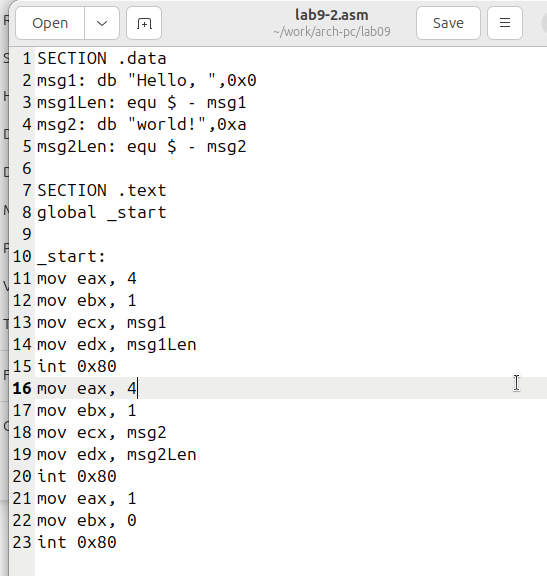 Open
lab9-2.asm
~/work/arch-pc/lab09
Save
1 SECTION .data
2 msg1: db "Hello, ",0x0
3 msg1Len: equ $ - msg1
4 msg2: db "world!",0xa
5 msg2Len: equ $ - msg2
6
7 SECTION .text
8 global _start
9
10 _start:
11 mov eax, 4
12 mov ebx, 1
13 mov ecx, msg1
14 mov edx, msg1Len
15 int 0x80
16 mov eax, 4
17 mov ebx, 1
18 mov ecx, msg2
19 mov edx, msg2Len
20 int 0x80
21 mov eax, 1
22 mov ebx, 0
23 int 0x80